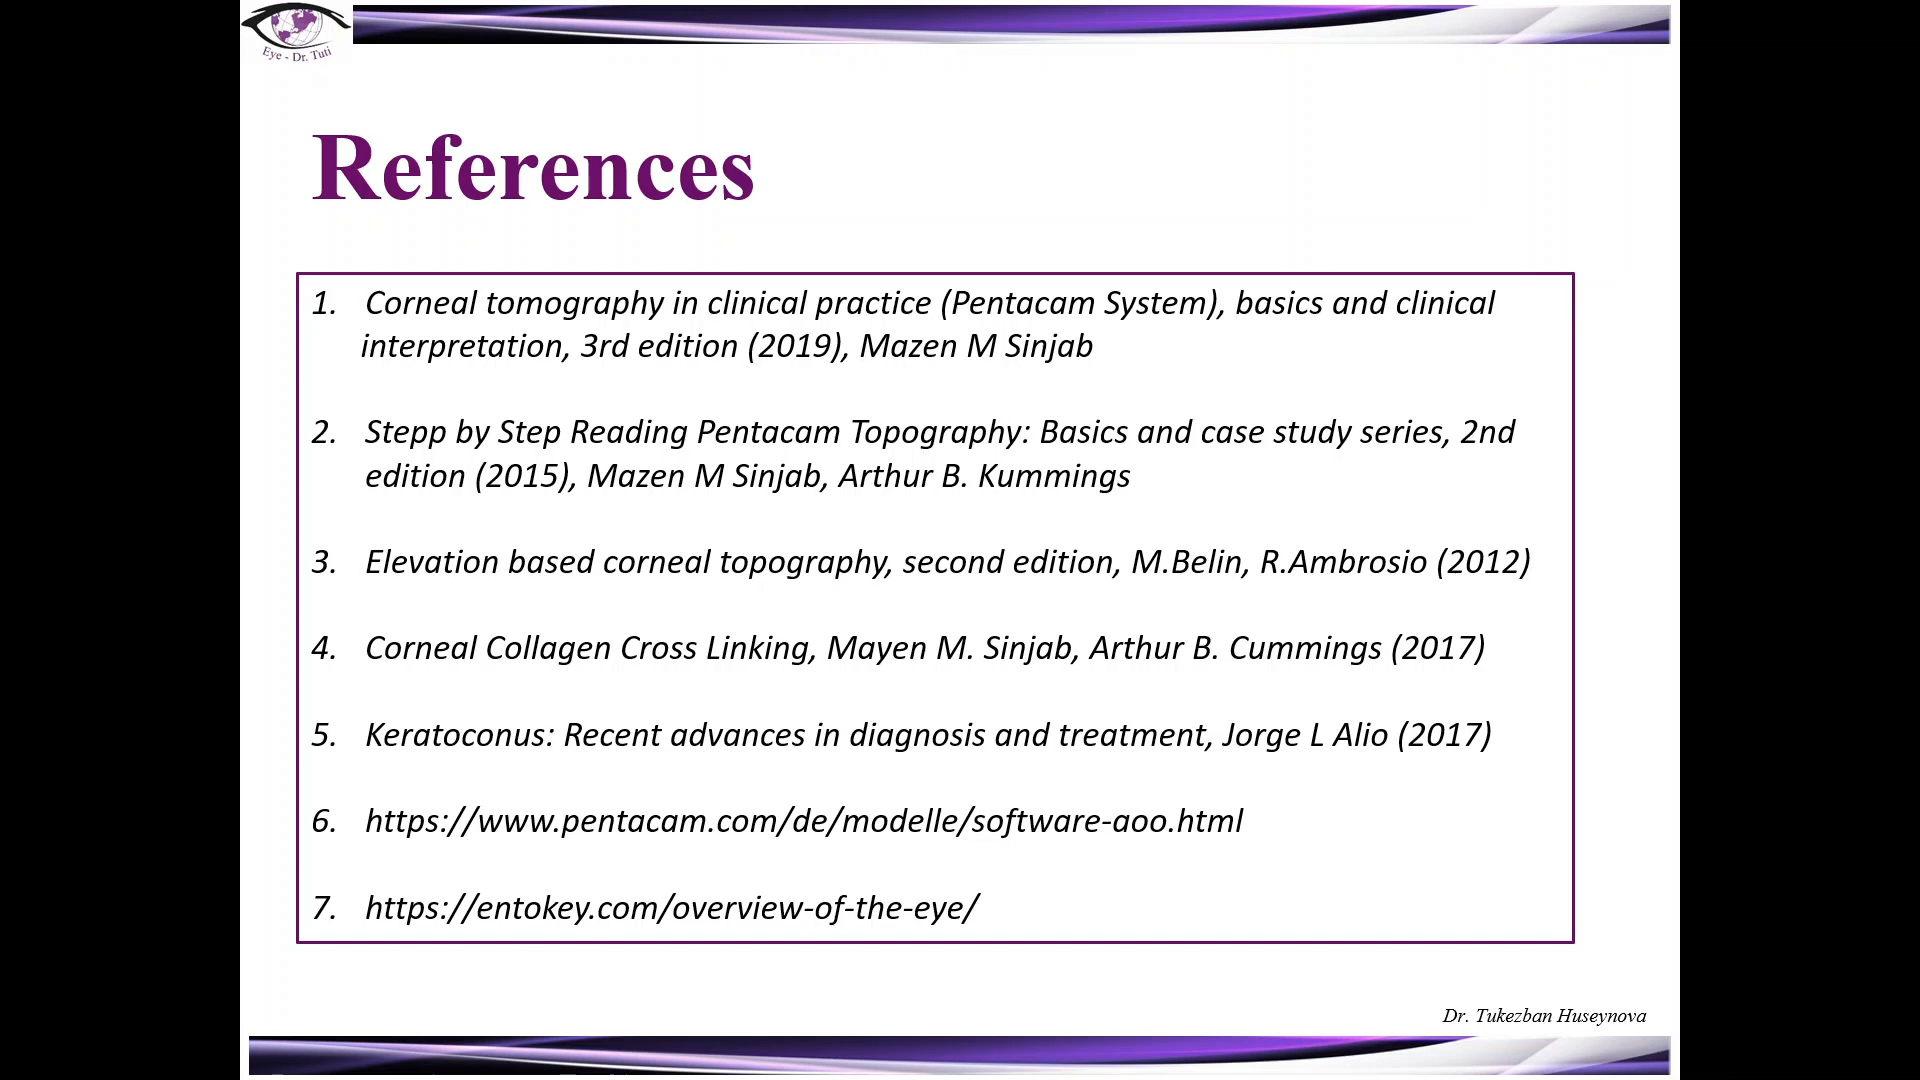 Eye - Dr. Tuti
References
1. Corneal tomography in clinical practice (Pentacam System), basics and clinical
interpretation, 3rd edition (2019), Mazen M Sinjab
2. Stepp by Step Reading Pentacam Topography: Basics and case study series, 2nd
edition (2015), Mazen M Sinjab, Arthur B. Kummings
3. Elevation based corneal topography, second edition, M.Belin, R.Ambrosio (2012)
4. Corneal Collagen Cross Linking, Mayen M. Sinjab, Arthur B. Cummings (2017)
5. Keratoconus: Recent advances in diagnosis and treatment, Jorge L Alio (2017)
6. https://www.pentacam.com/de/modelle/software-aoo.html
7. https://entokey.com/overview-of-the-eye/
Dr. Tukezban Huseynova